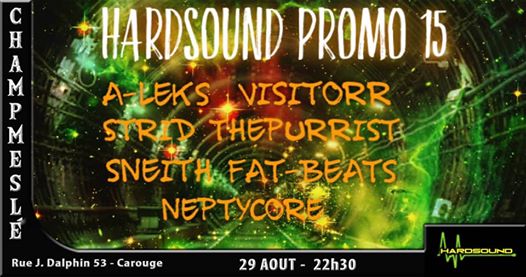 CHAMPMESLÉ
HARDSOUND PROMO 15
A-LEKS VISITORR
STRID THEPURRIST
SNEITH FAT-BEATS
NEPTYCORE
Rue J. Dalphin 53 - Carouge
29 AOUT - 22h30
HARDSOUND